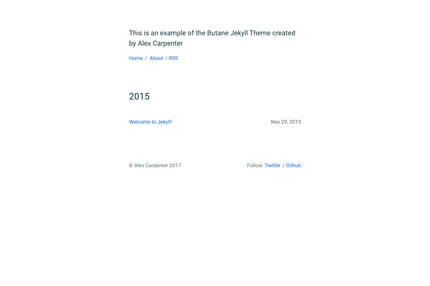 This is an example of the Butane Jekyll Theme created
by Alex Carpenter
Home / About / RSS
2015
Welcome to Jekyll! Nov 29, 2015
© Alex Carpenter 2017 Follow: Twitter / Github